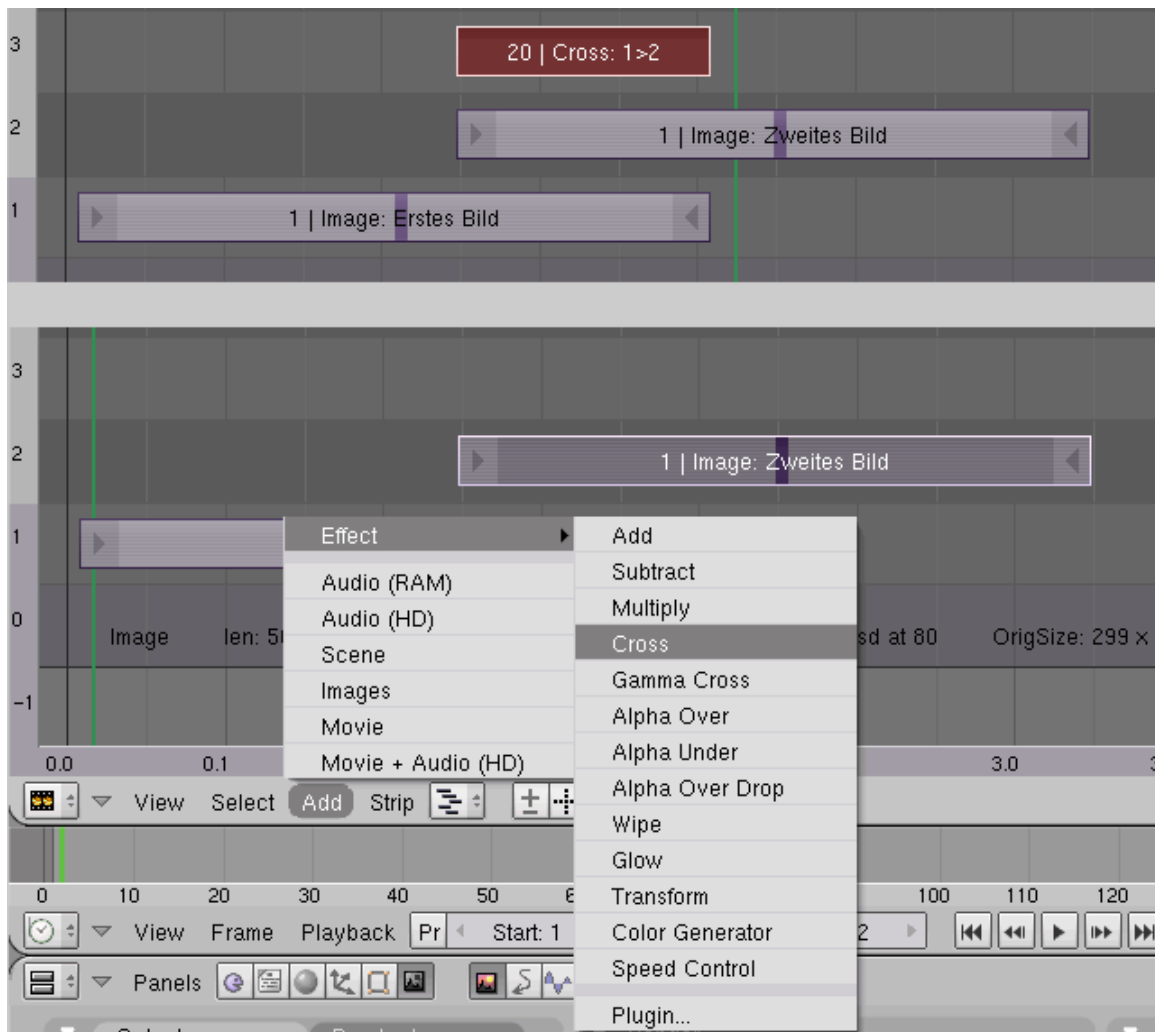 3
20 | Cross: 1>2
2
1 | Image: Zweites Bild
1
1 | Image: Erstes Bild
3
2
1 | Image: Zweites Bild
1
0
Image len: sd at 80 OrigSize: 299 x
-1
0.0 0.1 3.0
Effect
Audio (RAM)
Audio (HD)
Scene
Images
Movie
Movie + Audio (HD)
Add
Subtract
Multiply
Cross
Gamma Cross
Alpha Over
Alpha Under
Alpha Over Drop
Wipe
Glow
Transform
Color Generator
Speed Control
Plugin...
View Select Add Strip
0 10 20 30 40 50 100 110 120
View Frame Playback Pr Start: 1 2
Panels